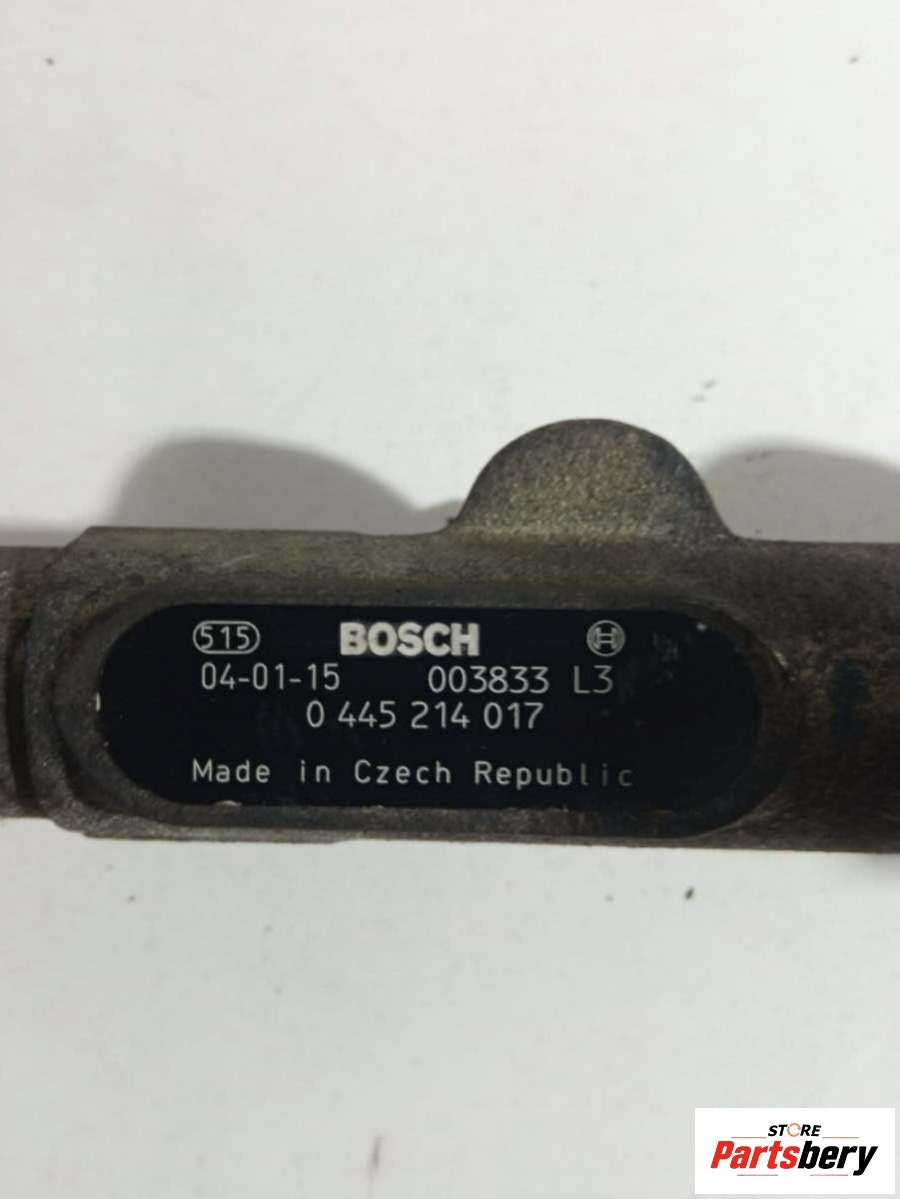 515 BOSCH
04-01-15 003833 L3
0 445 214 017
Made in Czech Republic
STORE
Partsbery